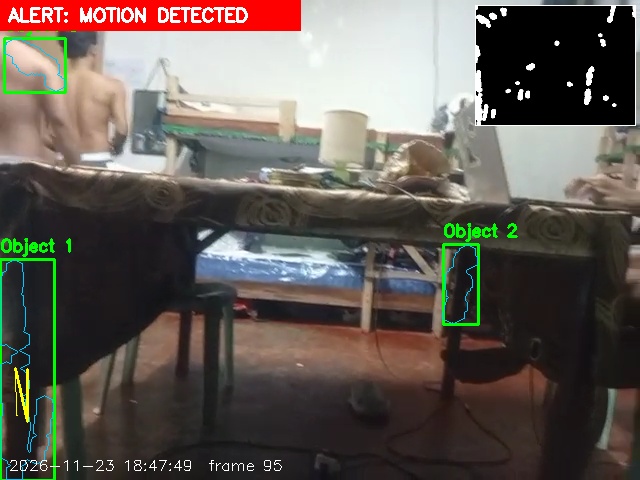 ALERT: MOTION DETECTED
Object 1
Object 2
2026-11-23 18:47:49 frame 95